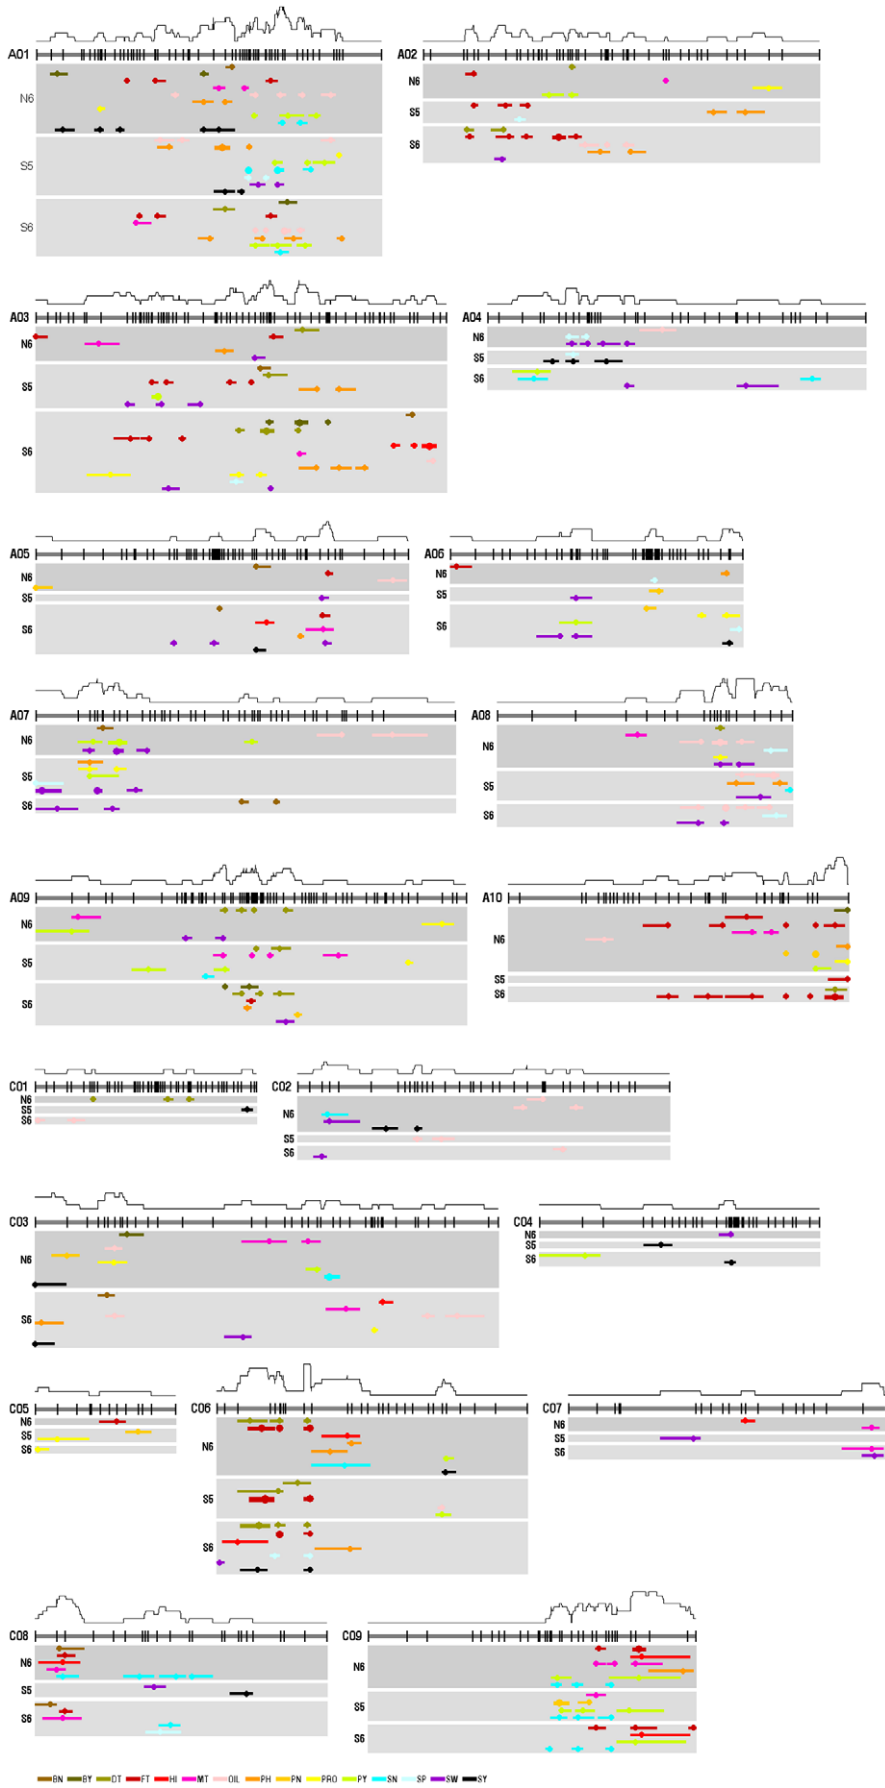 A01 A02
N6 N6
S5 S5
S6 S6
A03 A04
N6 N6
S5 S5
S6 S6
A05 A06
N6 N6
S5 S5
S6 S6
A07 A08
N6 N6
S5 S5
S6 S6
A09 A10
N6 N6
S5 S5
S6 S6
C01 C02
N6 N6
S5 S5
S6 S6
C03 C04
N6 N6
S5
S6 S6
C05 C06 C07
N6 N6 N6
S5 S5 S5
S6 S6 S6
C08 C09
N6 N6
S5 S5
S6 S6
BN BY DT FT HI MT OIL PH PN PRO PY SN SP SW SY